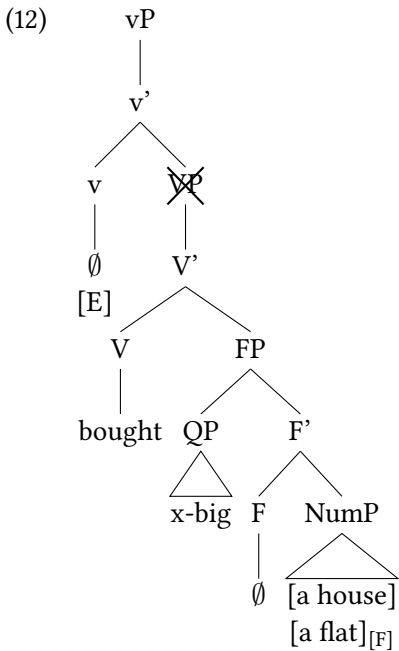 (12) vP
v’
v VP
∅ V’
[E]
V FP
bought QP F’
x-big F NumP
∅ [a house]
[a flat][F]